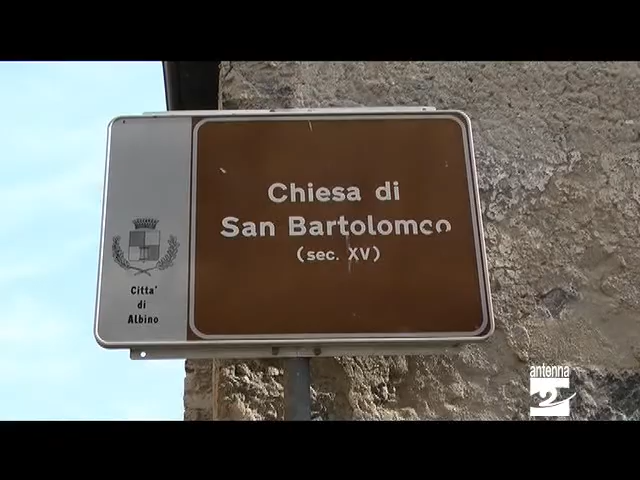 Chiesa di
San Bartolomeo
(sec. XV)
Citta'
di
Albino
antenna
2